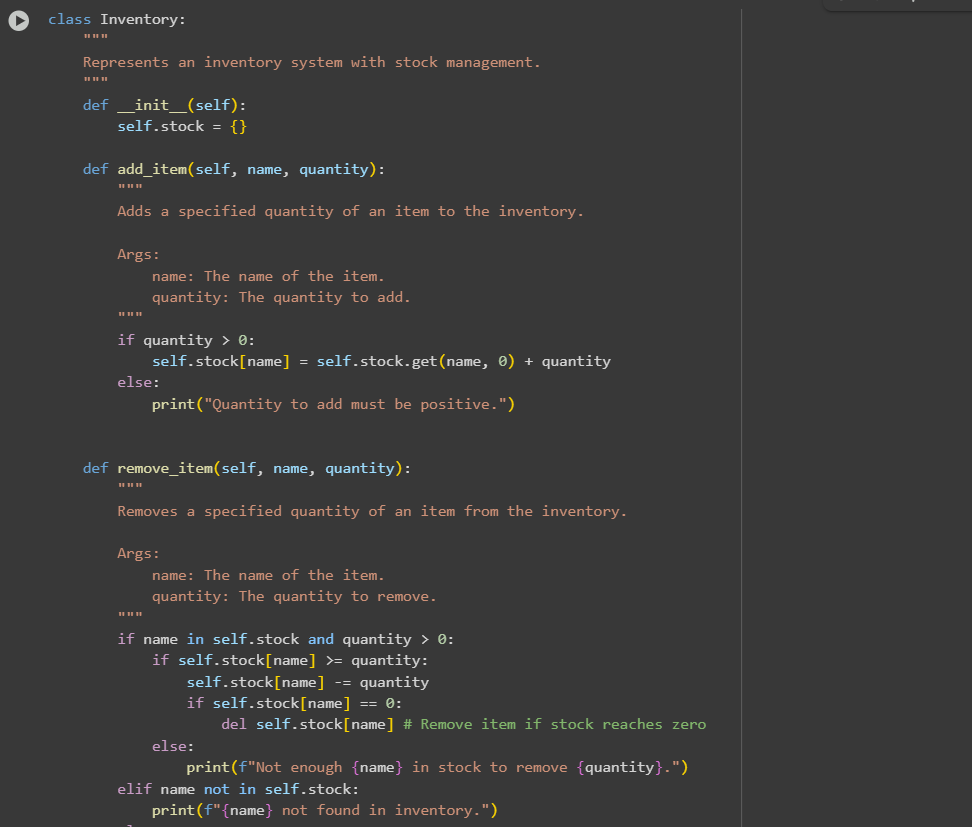 class Inventory:
    """
    Represents an inventory system with stock management.
    """
    def __init__(self):
        self.stock = {}

    def add_item(self, name, quantity):
        """
        Adds a specified quantity of an item to the inventory.

        Args:
            name: The name of the item.
            quantity: The quantity to add.
        """
        if quantity > 0:
            self.stock[name] = self.stock.get(name, 0) + quantity
        else:
            print("Quantity to add must be positive.")


    def remove_item(self, name, quantity):
        """
        Removes a specified quantity of an item from the inventory.

        Args:
            name: The name of the item.
            quantity: The quantity to remove.
        """
        if name in self.stock and quantity > 0:
            if self.stock[name] >= quantity:
                self.stock[name] -= quantity
                if self.stock[name] == 0:
                    del self.stock[name] # Remove item if stock reaches zero
            else:
                print(f"Not enough {name} in stock to remove {quantity}.")
        elif name not in self.stock:
            print(f"{name} not found in inventory.")